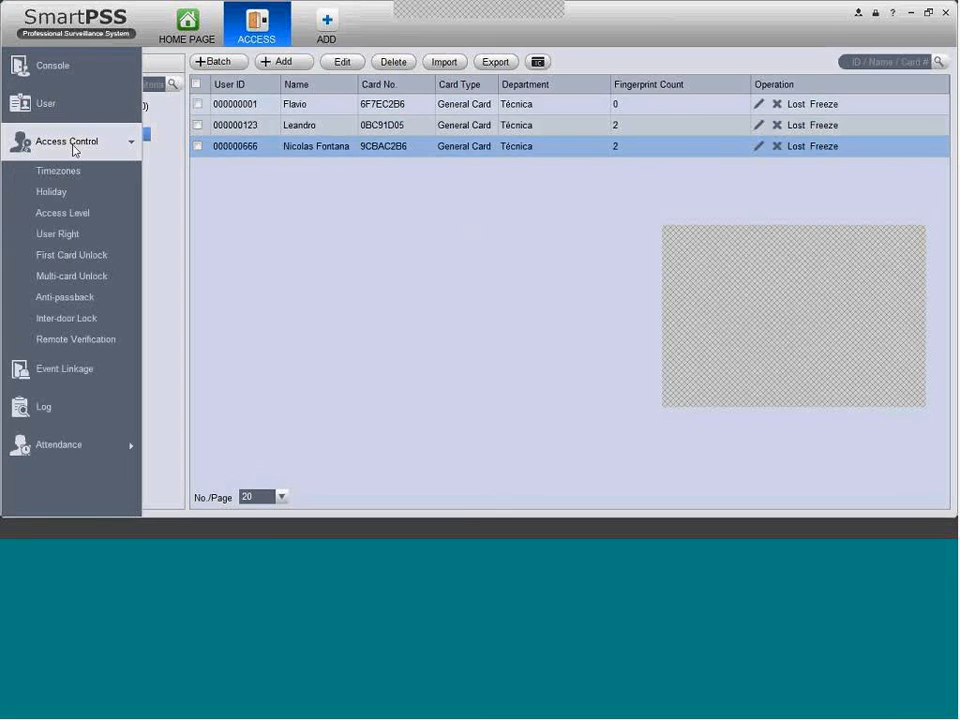 SmartPSS
Professional Surveillance System
HOME PAGE
ACCESS
ADD
Console
User
Access Control
Timezones
Holiday
Access Level
User Right
First Card Unlock
Multi-card Unlock
Anti-passback
Inter-door Lock
Remote Verification
Event Linkage
Log
Attendance
+Batch + Add Edit Delete Import Export ID / Name / Card #
User ID Name Card No. Card Type Department Fingerprint Count Operation
000000001 Flavio 6F7EC2B6 General Card Técnica 0 Lost Freeze
000000123 Leandro 0BC91D05 General Card Técnica 2 Lost Freeze
000000666 Nicolas Fontana 9CBAC2B6 General Card Técnica 2 Lost Freeze
No./Page 20